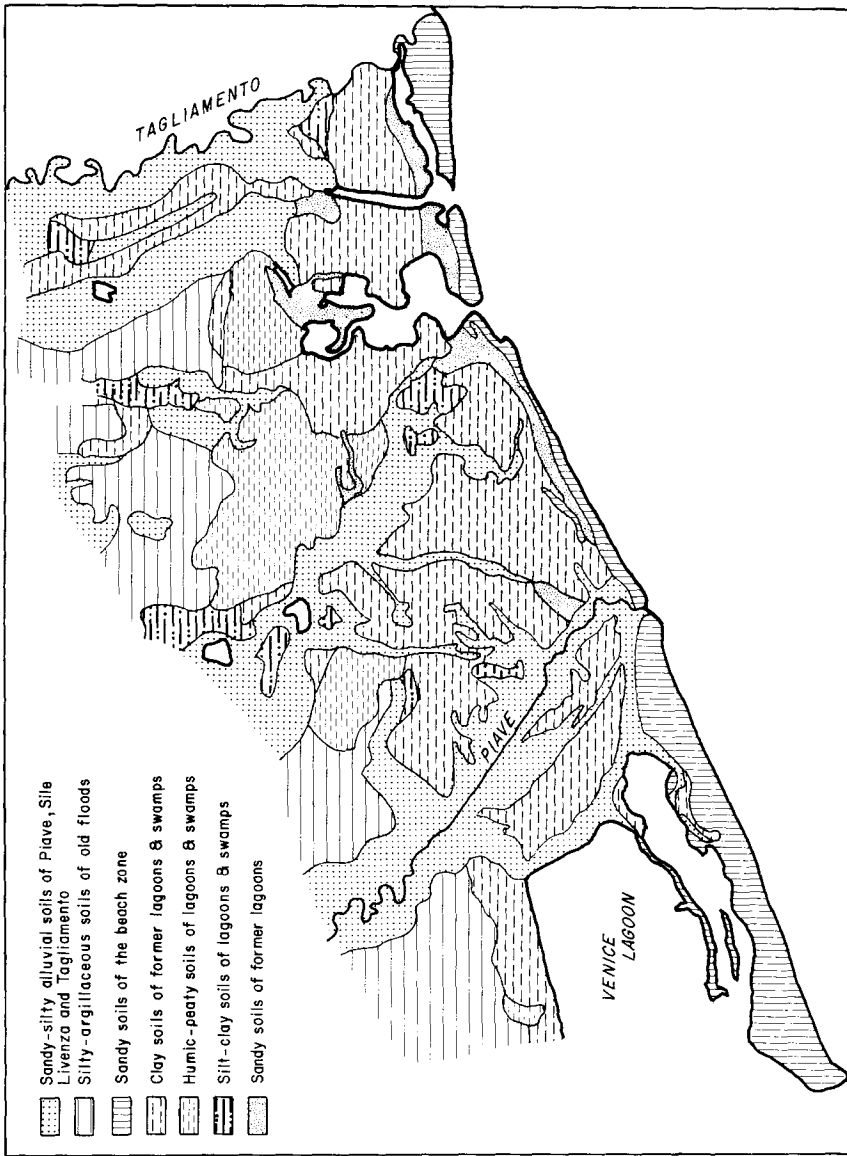 Sandy-silty alluvial soils of Piave, Sile
Livenza and Tagliamento
Silty-argillaceous soils of old floods
Sandy soils of the beach zone
Clay soils of former lagoons & swamps
Humic-peaty soils of lagoons & swamps
Silt-clay soils of lagoons & swamps
Sandy soils of former lagoons
TAGLIAMENTO
PIAVE
VENICE
LAGOON